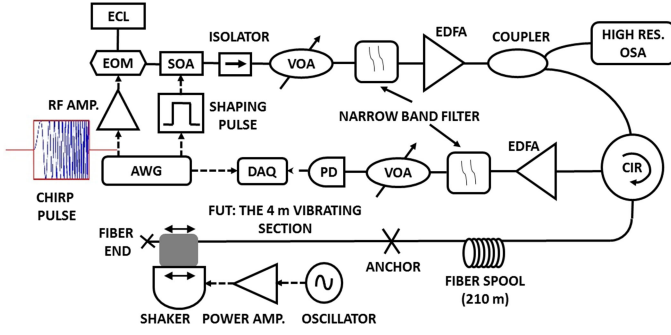 ECL
ISOLATOR
EDFA
COUPLER
HIGH RES.
OSA
EOM
SOA
VOA
RF AMP.
SHAPING
PULSE
NARROW BAND FILTER
EDFA
CHIRP
PULSE
AWG
DAQ
PD
VOA
CIR
FUT: THE 4 m VIBRATING
SECTION
FIBER
END
ANCHOR
FIBER SPOOL
(210 m)
SHAKER
POWER AMP.
OSCILLATOR